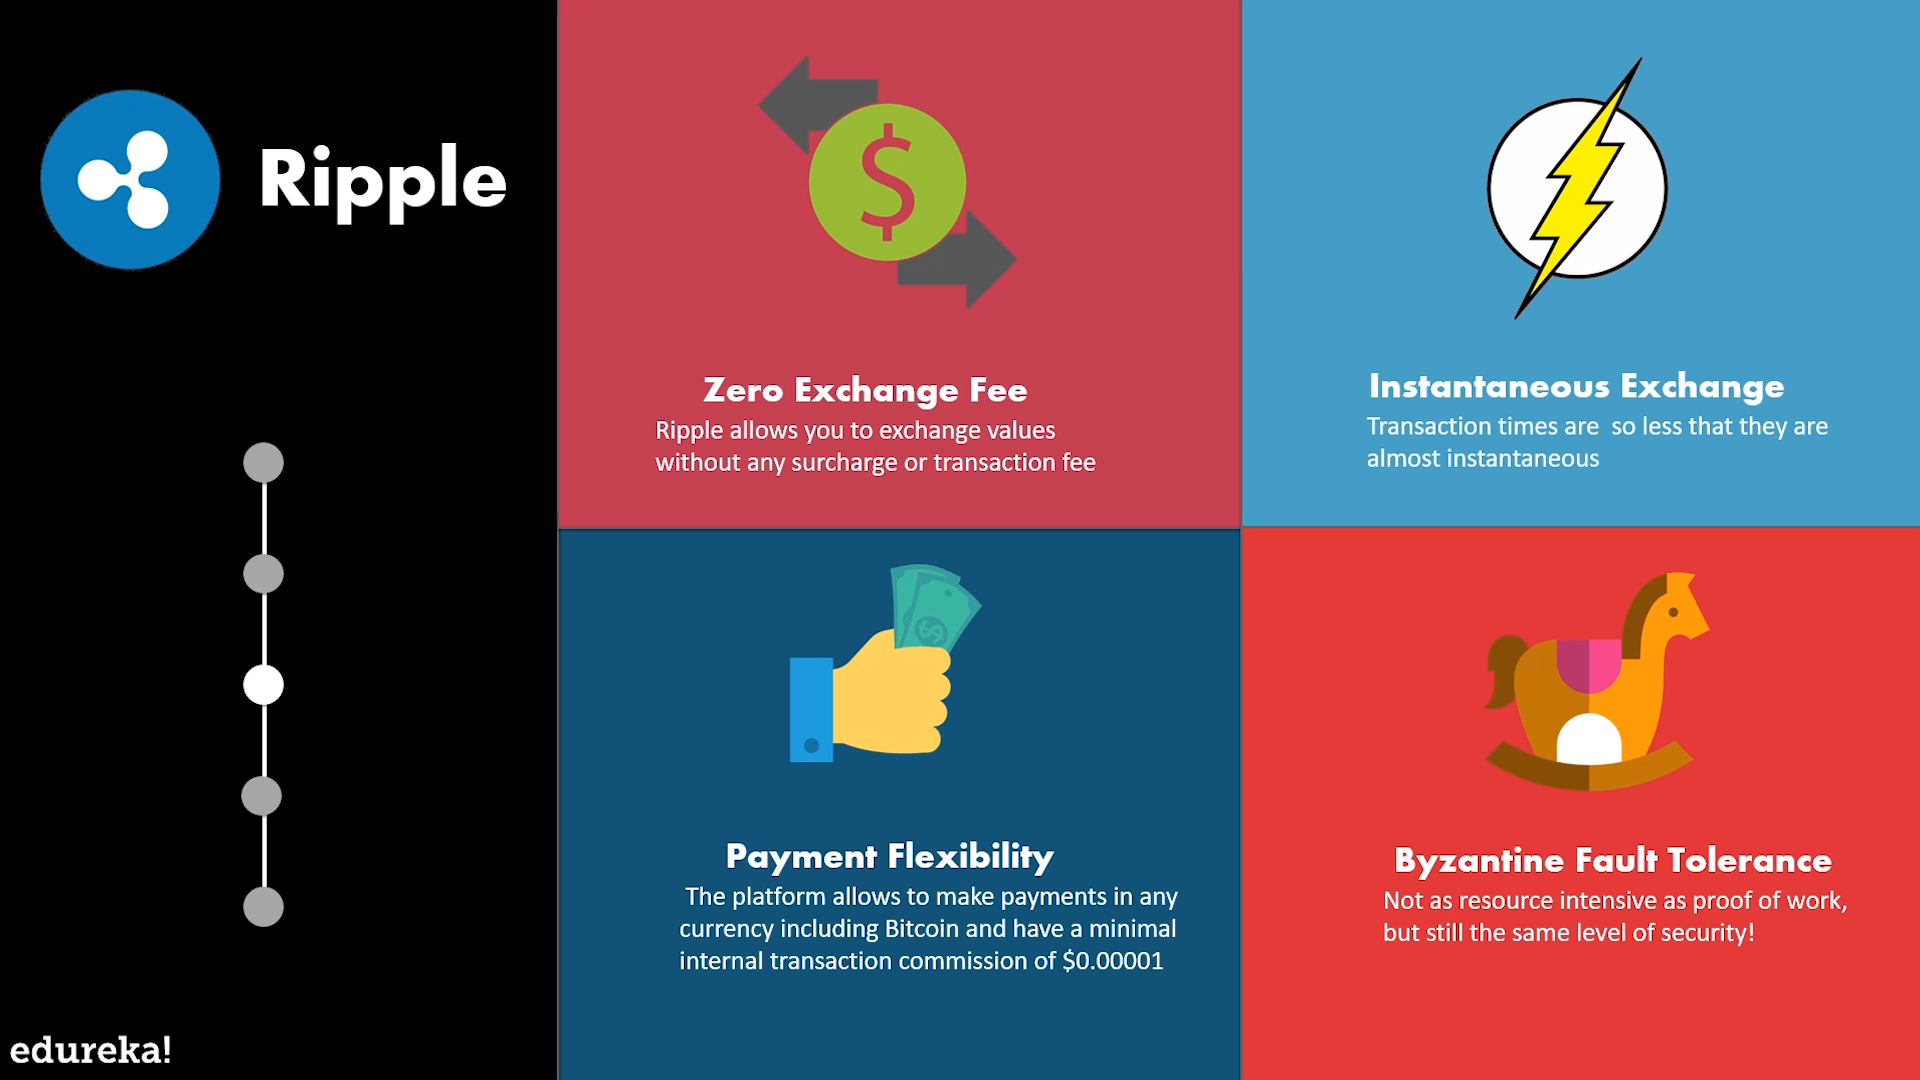 Ripple
$
Zero Exchange Fee
Ripple allows you to exchange values
without any surcharge or transaction fee
Instantaneous Exchange
Transaction times are  so less that they are
almost instantaneous
$
Payment Flexibility
The platform allows to make payments in any
currency including Bitcoin and have a minimal
internal transaction commission of $0.00001
Byzantine Fault Tolerance
Not as resource intensive as proof of work,
but still the same level of security!
edureka!